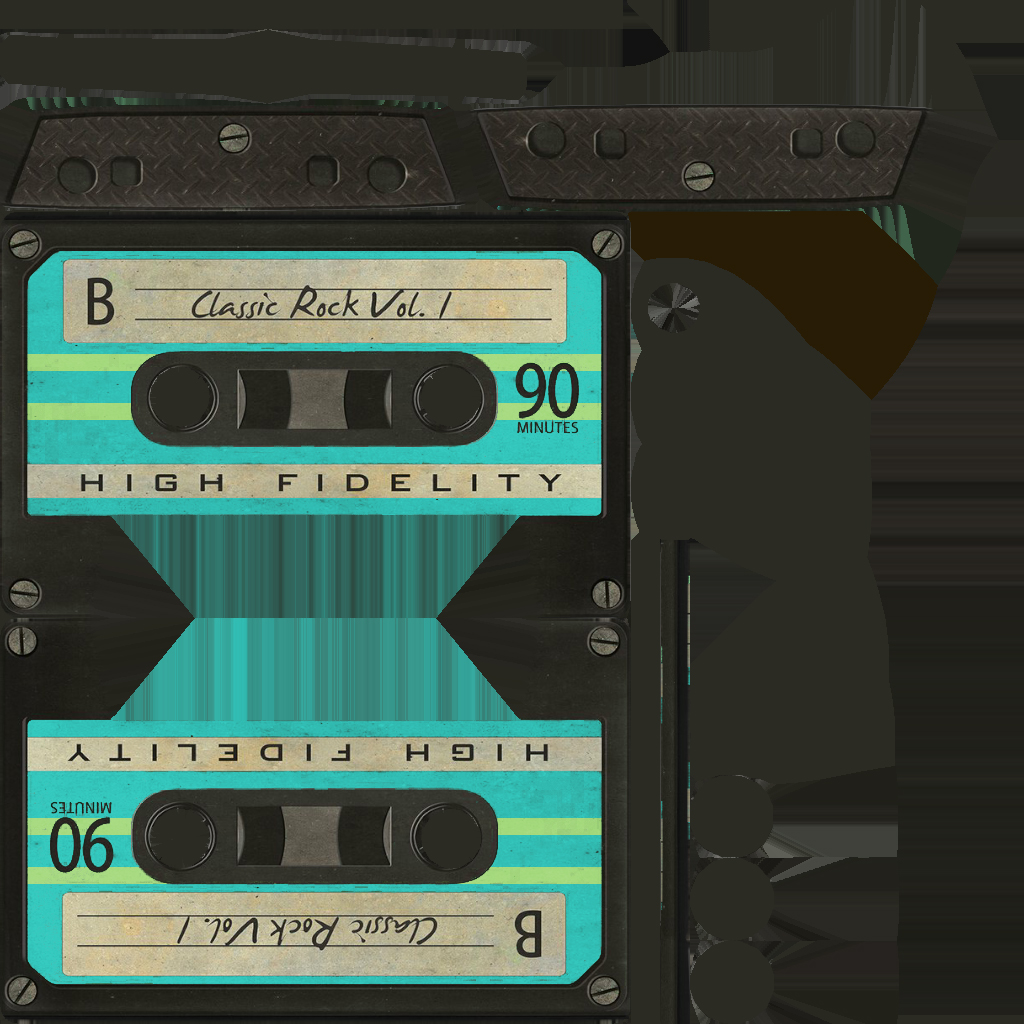 B
Classic Rock Vol. 1
90
MINUTES
HIGH FIDELITY
HIGH FIDELITY
MINUTES
90
Classic Rock Vol. 1
B